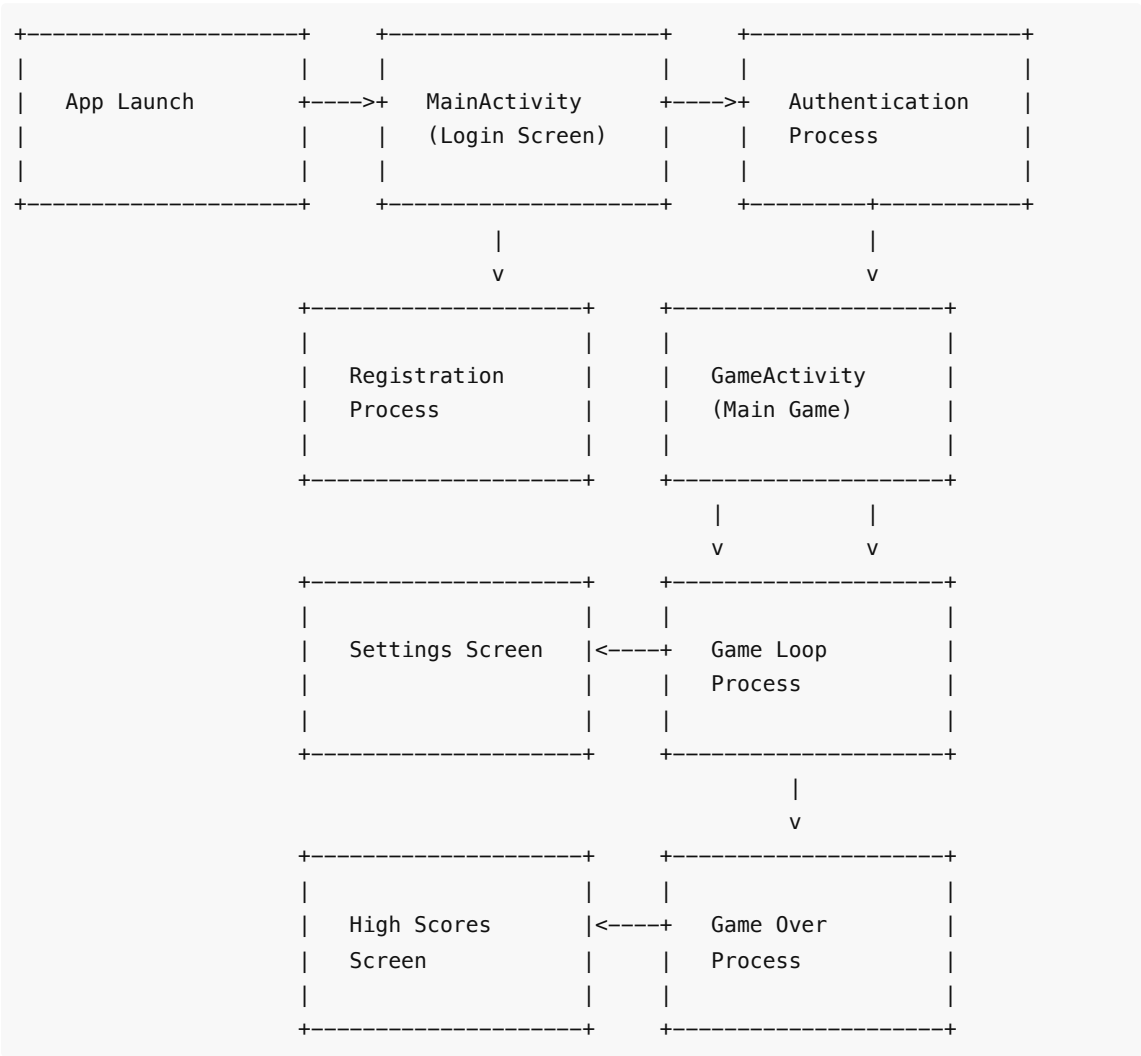 App Launch MainActivity Authentication
(Login Screen) Process
Registration GameActivity
Process (Main Game)
Settings Screen Game Loop
Process
High Scores Game Over
Screen Process